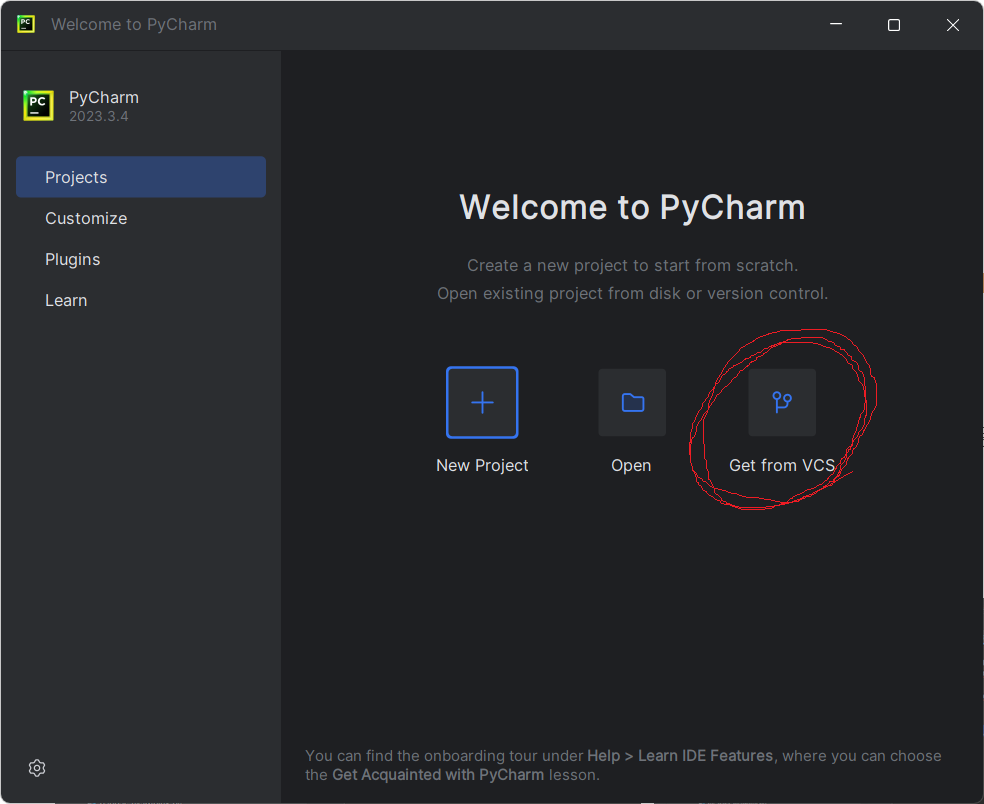 Welcome to PyCharm
PC
PyCharm
2023.3.4
Projects
Customize
Plugins
Learn
Welcome to PyCharm
Create a new project to start from scratch.
Open existing project from disk or version control.
New Project
Open
Get from VCS
You can find the onboarding tour under Help > Learn IDE Features, where you can choose
the Get Acquainted with PyCharm lesson.